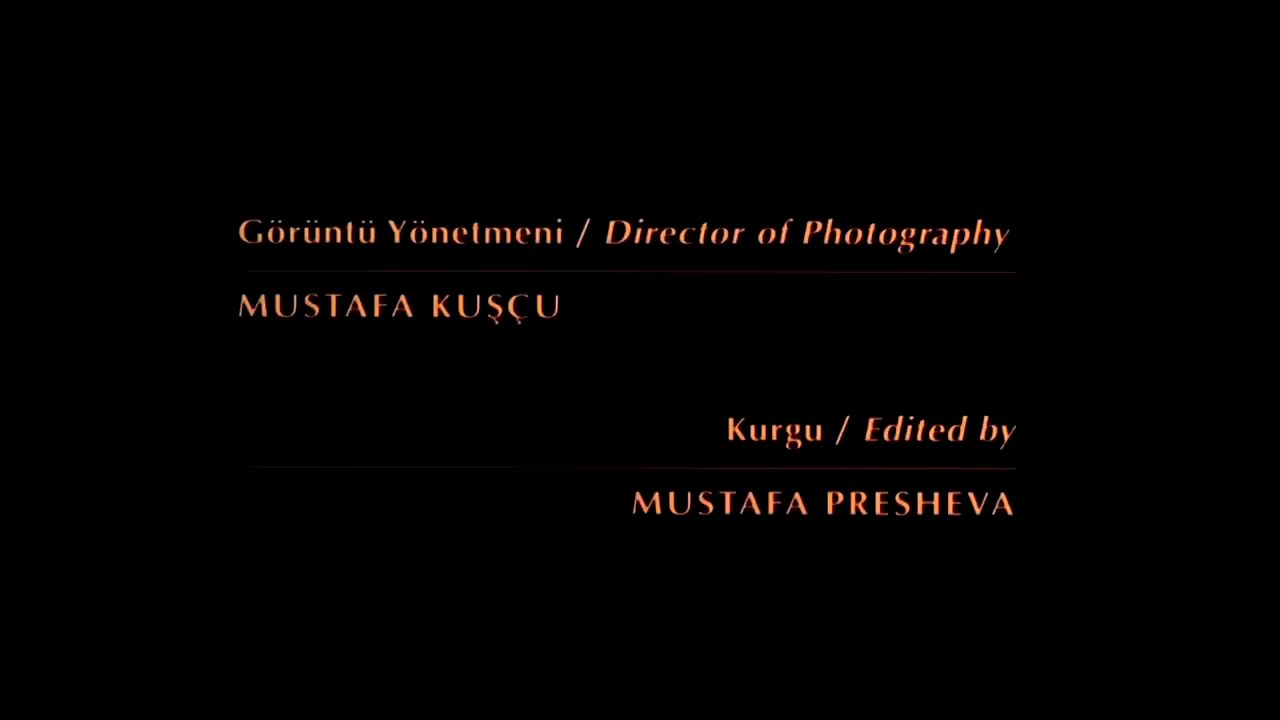 Görüntü Yönetmeni / Director of Photography
MUSTAFA KUŞÇU
Kurgu / Edited by
MUSTAFA PRESHEVA